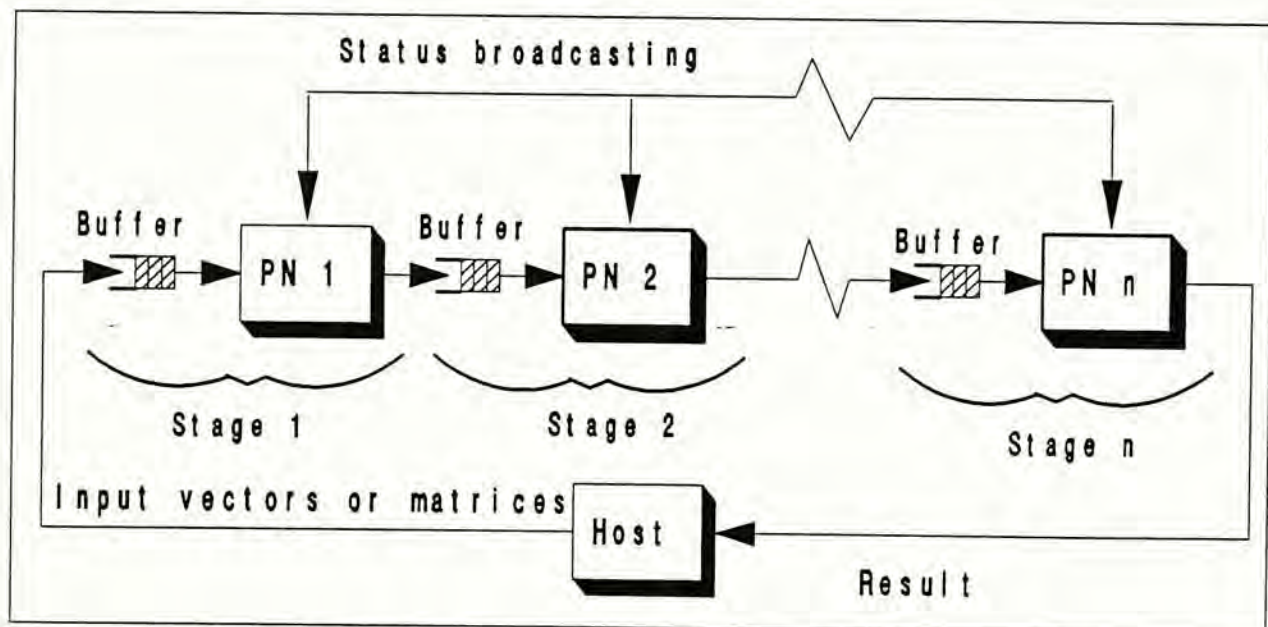 Status broadcasting
Buffer
PN 1
Buffer
PN 2
Buffer
PN n
Stage 1
Stage 2
Stage n
Input vectors or matrices
Host
Result